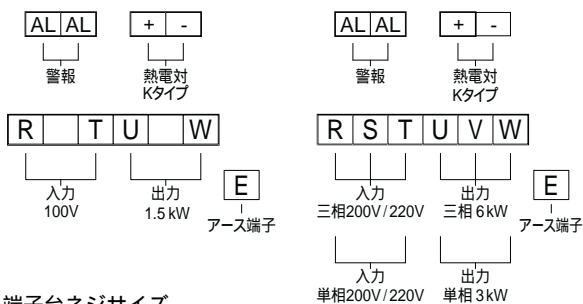 AL AL + - AL AL + -
警報 熱電対 警報 熱電対
Kタイプ Kタイプ
R T U W R S T U V W
入力 出力 E 入力 出力 E
100V 1.5 kW アース端子 三相200V/220V 三相 6kW アース端子
入力 出力
単相200V/220V 単相 3kW
端子台ネジサイズ